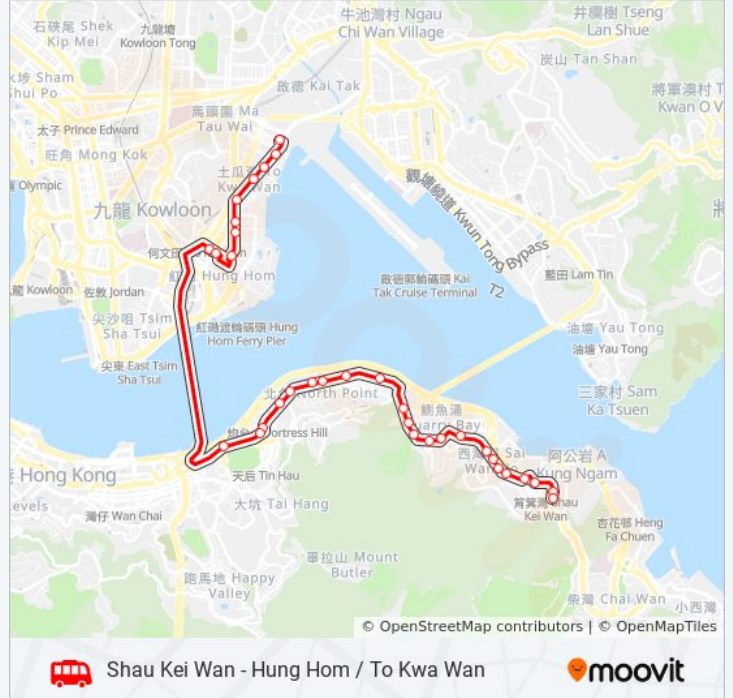 石硤尾 Shek
Kip Mei
九龍塘
Kowloon Tong
牛池灣村 Ngau
Chi Wan Village
井欄樹 Tseng
Lan Shue
炭山 Tan Shan
啟德 Kai Tak
水埗 Sham
Shui Po
馬頭圍 Ma
Tau Wai
將軍澳村 T
Kwan O V
太子 Prince Edward
旺角 Mong Kok
Olympic
土瓜灣 To
Kwa Wan
觀塘繞道 Kwun Tong Bypass
九龍 Kowloon
將
何文田
Hung Hom
啟德郵輪碼頭 Kai
Tak Cruise Terminal
T2
藍田 Lam Tin
龍 Kowloon
佐敦 Jordan
尖沙咀 Tsim
Sha Tsui
紅磡渡輪碼頭 Hung
Hom Ferry Pier
油塘 Yau Tong
油塘 Yau Tong
尖東 East Tsim
Sha Tsui
三家村 Sam
Ka Tsuen
North Point
鰂魚涌
Quarry Bay
Fortress Hill
西灣河 Sai
Wan Ho
阿公岩 A
Kung Ngam
Hong Kong
天后 Tin Hau
大坑 Tai Hang
灣仔 Wan Chai
筲箕灣 Shau
Kei Wan
杏花邨 Heng
Fa Chuen
畢拉山 Mount
Butler
跑馬地 Happy
Valley
柴灣 Chai Wan
小西灣
© OpenStreetMap contributors | © OpenMapTiles
Shau Kei Wan - Hung Hom / To Kwa Wan
moovit